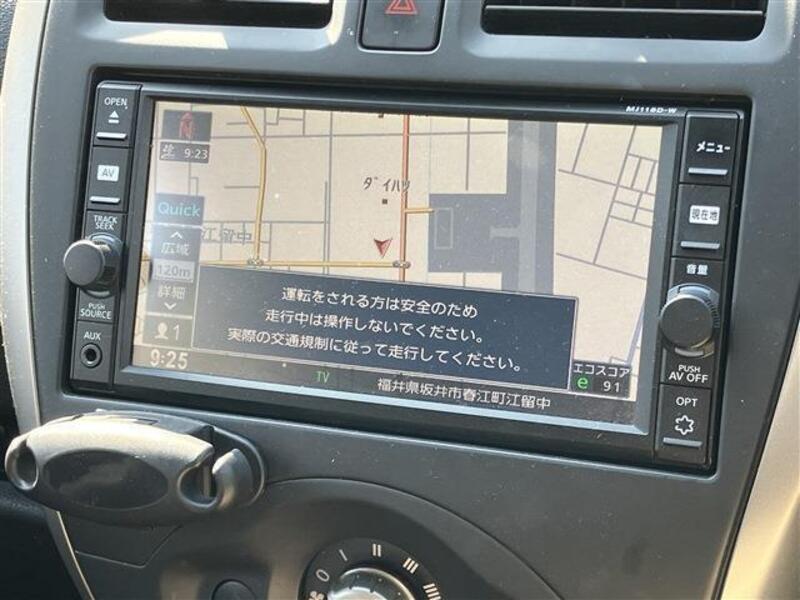 MJ118D-W
OPEN
AV
TRACK
SEEK
PUSH
SOURCE
AUX
N
9:23
Quick
広域
120m
詳細
1
9:25
ダイハツ
江留中
運転をされる方は安全のため
走行中は操作しないでください。
実際の交通規制に従って走行してください。
TV
福井県坂井市春江町江留中
エコスコア
e 91
メニュー
現在地
音量
PUSH
AV OFF
OPT
0 I II III